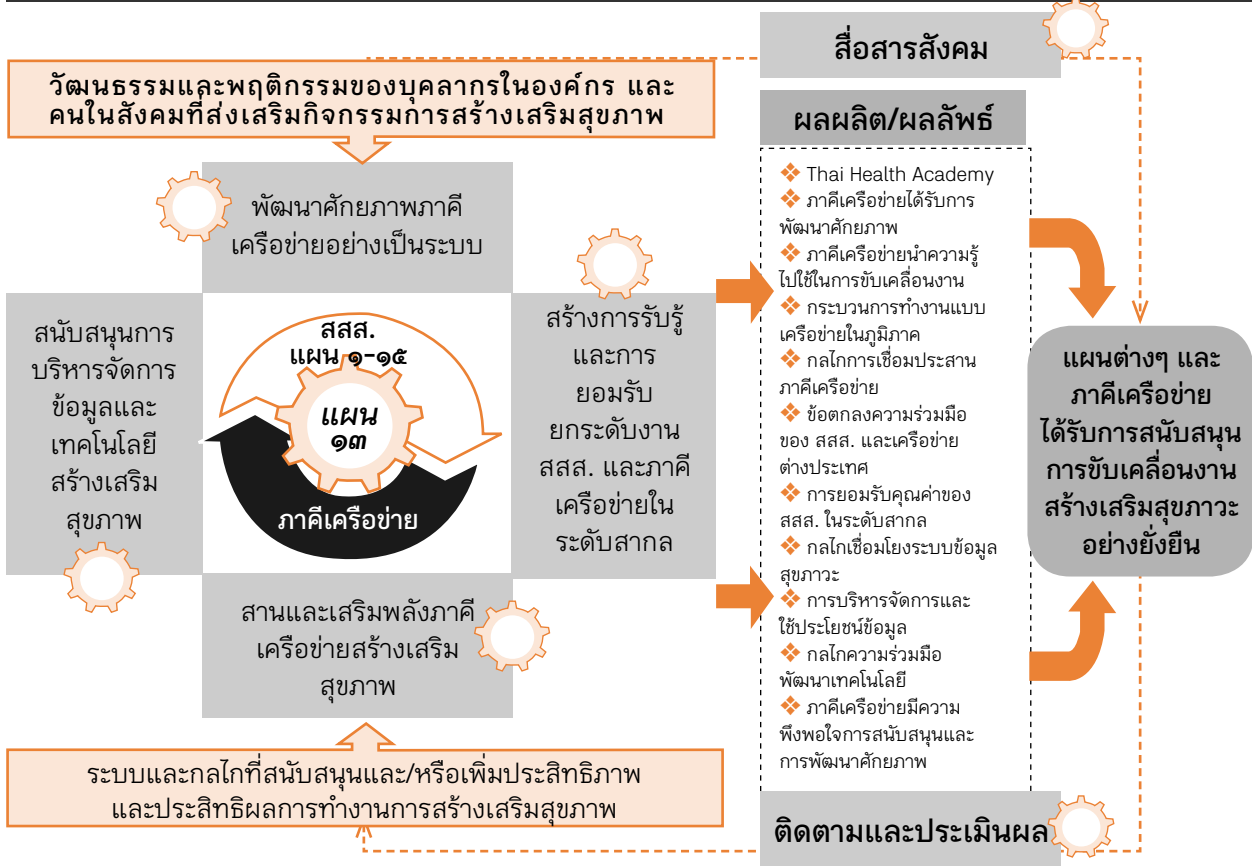 สื่อสารสังคม
วัฒนธรรมและพฤติกรรมของบุคลากรในองค์กร และ
คนในสังคมที่ส่งเสริมกิจกรรมการสร้างเสริมสุขภาพ
พัฒนาศักยภาพภาคี
เครือข่ายอย่างเป็นระบบ
สนับสนุนการ
บริหารจัดการ
ข้อมูลและ
เทคโนโลยี
สร้างเสริม
สุขภาพ
สสส.
แผน ๑-๑๕
แผน
๑๓
ภาคีเครือข่าย
สร้างการรับรู้
และการ
ยอมรับ
ยกระดับงาน
สสส. และภาคี
เครือข่ายใน
ระดับสากล
สานและเสริมพลังภาคี
เครือข่ายสร้างเสริม
สุขภาพ
ระบบและกลไกที่สนับสนุนและ/หรือเพิ่มประสิทธิภาพ
และประสิทธิผลการทำงานการสร้างเสริมสุขภาพ
ผลผลิต/ผลลัพธ์
❖ Thai Health Academy
❖ ภาคีเครือข่ายได้รับการ
พัฒนาศักยภาพ
❖ ภาคีเครือข่ายนำความรู้
ไปใช้ในการขับเคลื่อนงาน
❖ กระบวนการทำงานแบบ
เครือข่ายในภูมิภาค
❖ กลไกการเชื่อมประสาน
ภาคีเครือข่าย
❖ ข้อตกลงความร่วมมือ
ของ สสส. และเครือข่าย
ต่างประเทศ
❖ การยอมรับคุณค่าของ
สสส. ในระดับสากล
❖ กลไกเชื่อมโยงระบบข้อมูล
สุขภาวะ
❖ การบริหารจัดการและ
ใช้ประโยชน์ข้อมูล
❖ กลไกความร่วมมือ
พัฒนาเทคโนโลยี
❖ ภาคีเครือข่ายมีความ
พึงพอใจการสนับสนุนและ
การพัฒนาศักยภาพ
แผนต่างๆ และ
ภาคีเครือข่าย
ได้รับการสนับสนุน
การขับเคลื่อนงาน
สร้างเสริมสุขภาวะ
อย่างยั่งยืน
ติดตามและประเมินผล